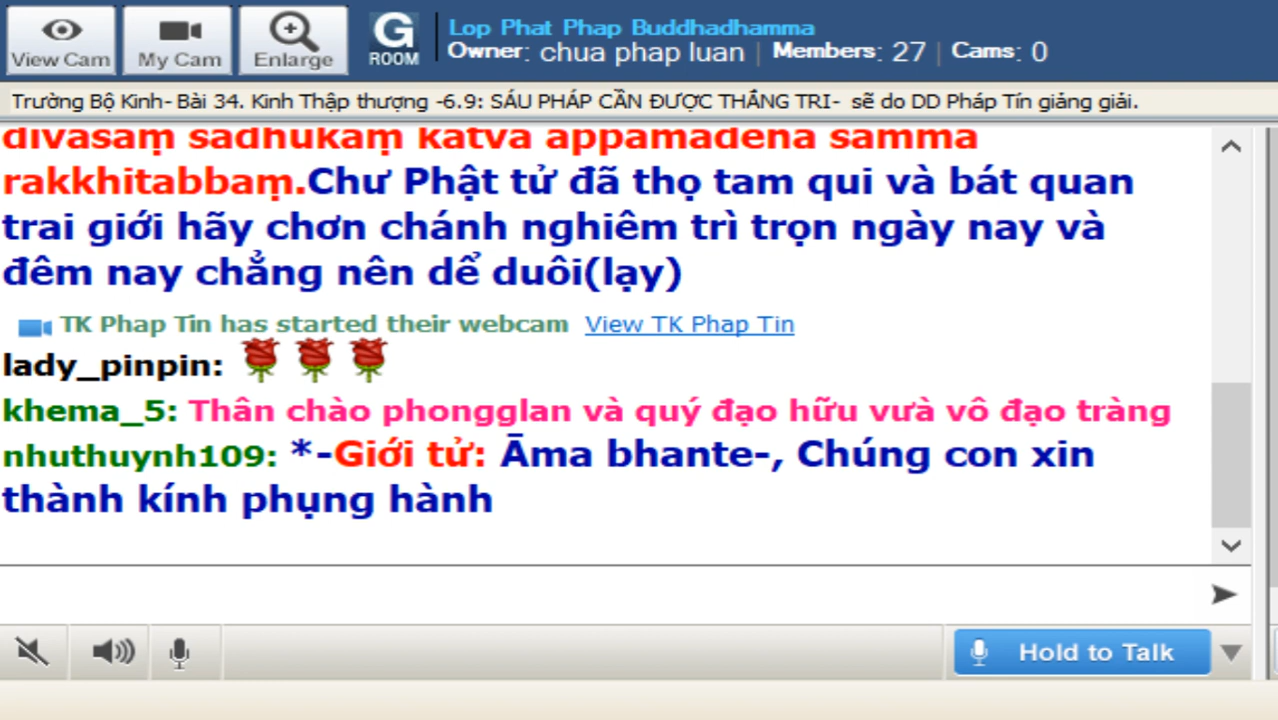 View Cam
My Cam
Enlarge
G
ROOM
Lop Phat Phap Buddhadhamma
Owner: chua phap luan | Members: 27 | Cams: 0
Trường Bộ Kinh- Bài 34. Kinh Thập thượng -6.9: SÁU PHÁP CẦN ĐƯỢC THẮNG TRI- sẽ do DD Pháp Tín giảng giải.
divasaṃ sādhukaṃ katvā appamādena sammā
rakkhitabbaṃ.Chư Phật tử đã thọ tam qui và bát quan
trai giới hãy chơn chánh nghiêm trì trọn ngày nay và
đêm nay chẳng nên dể duôi(lạy)
TK Phap Tin has started their webcam View TK Phap Tin
lady_pinpin:
khema_5: Thân chào phongglan và quý đạo hữu vưà vô đạo tràng
nhuthuynh109: *-Giới tử: Āma bhante-, Chúng con xin
thành kính phụng hành
Hold to Talk